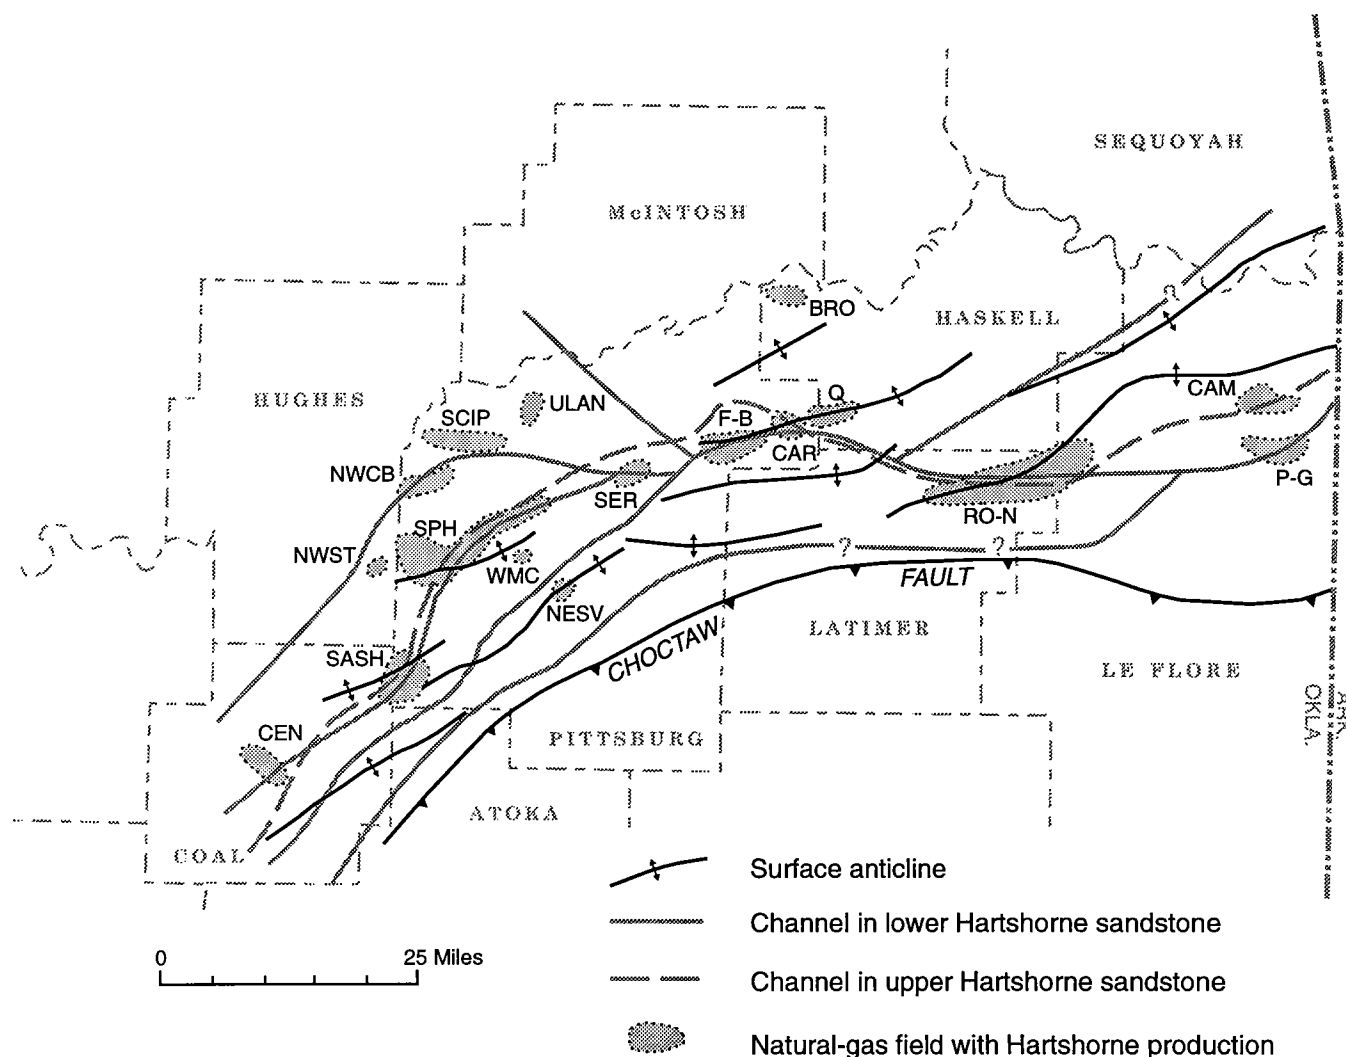 SEQUOYAH
McINTOSH
BRO
HASKELL
?
HUGHES
ULAN
SCIP
Q
CAM
F-B
CAR
NWCB
SER
P-G
RO-N
SPH
NWST
WMC
?
?
FAULT
NESV
CHOCTAW
LATIMER
SASH
LE FLORE
OKLA.
ARK.
CEN
PITTSBURG
ATOKA
COAL
Surface anticline
Channel in lower Hartshorne sandstone
0
25 Miles
Channel in upper Hartshorne sandstone
Natural-gas field with Hartshorne production